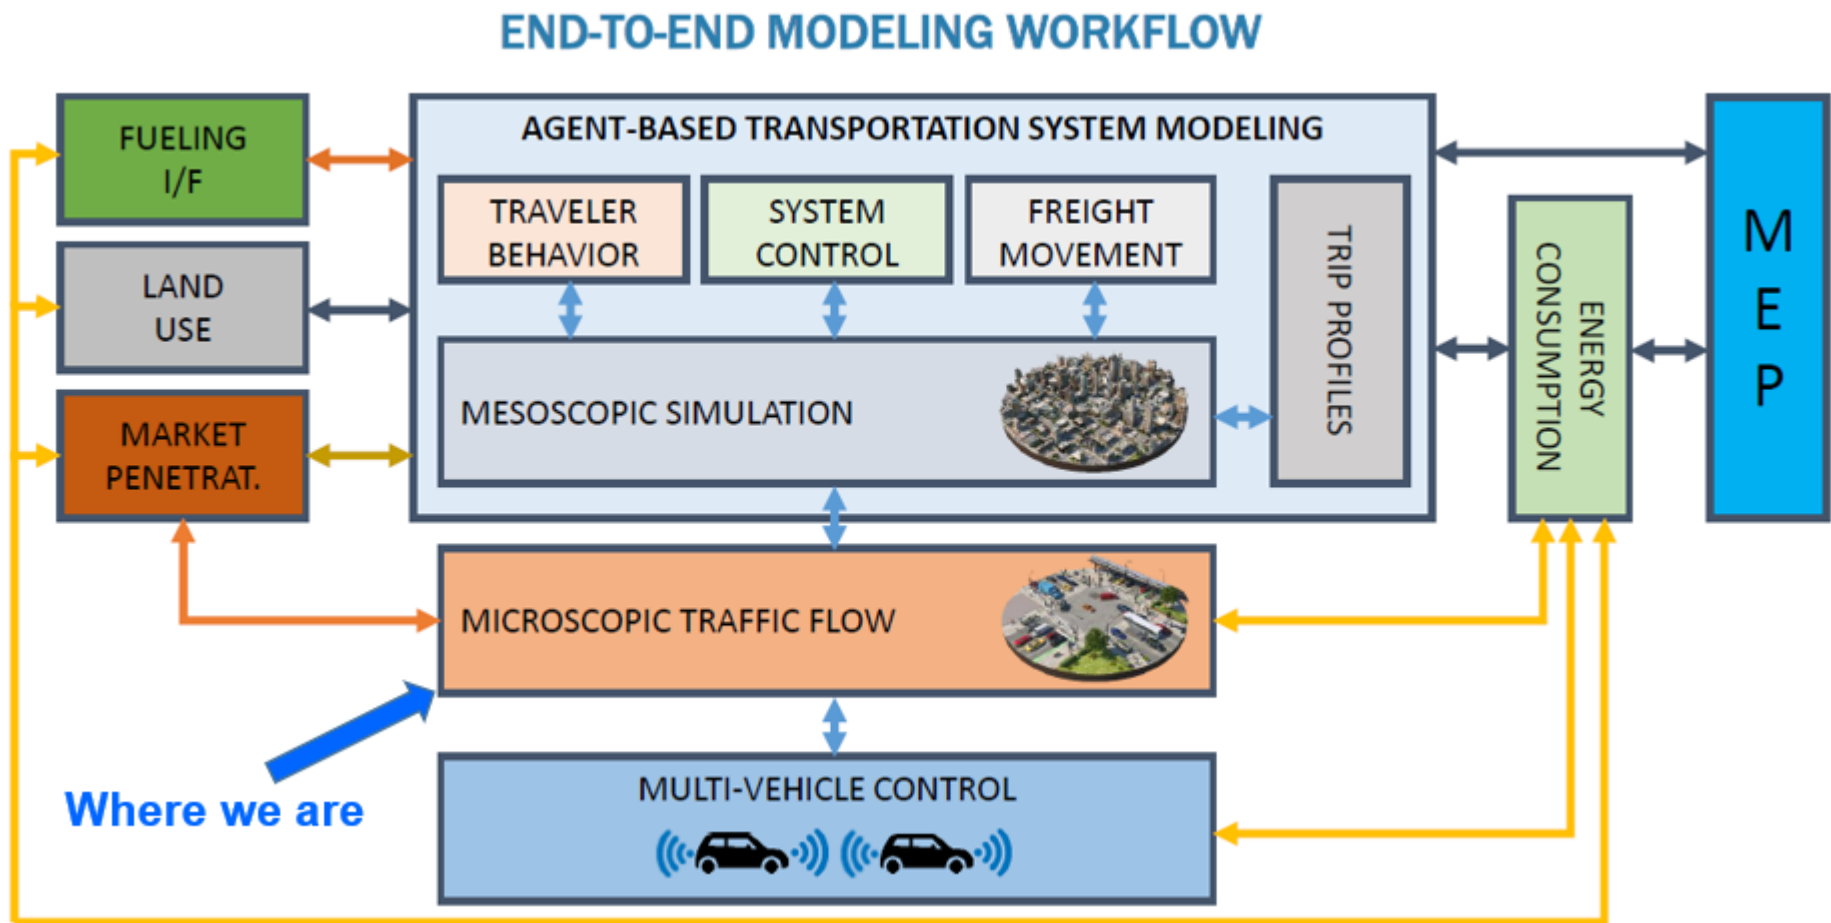 END-TO-END MODELING WORKFLOW
FUELING
I/F
LAND
USE
MARKET
PENETRAT.
AGENT-BASED TRANSPORTATION SYSTEM MODELING
TRAVELER
BEHAVIOR
SYSTEM
CONTROL
FREIGHT
MOVEMENT
TRIP PROFILES
MESOSCOPIC SIMULATION
MICROSCOPIC TRAFFIC FLOW
MULTI-VEHICLE CONTROL
ENERGY
CONSUMPTION
M
E
P
Where we are